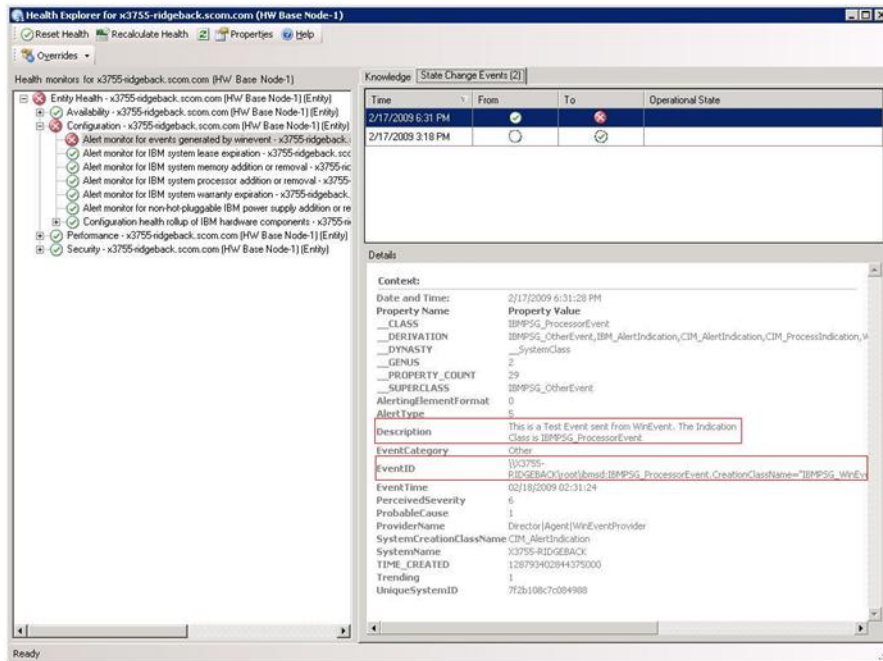 Health Explorer for x3755-ridgeback.scom.com (HW Base Node-1)
Reset Health Recalculate Health Properties Help
Overrides
Health monitors for x3755-ridgeback.scom.com (HW Base Node-1)
Entity Health - x3755-ridgeback.scom.com (HW Base Node-1) (Entity)
Availability - x3755-ridgeback.scom.com (HW Base Node-1) (Entity)
Configuration - x3755-ridgeback.scom.com (HW Base Node-1) (Entity)
Alert monitor for events generated by winevent - x3755-ridgeback.
Alert monitor for IBM system lease expiration - x3755-ridgeback.sco
Alert monitor for IBM system memory addition or removal - x3755-ric
Alert monitor for IBM system processor addition or removal - x3755-
Alert monitor for IBM system warranty expiration - x3755-ridgeback.
Alert monitor for non-hot-pluggable IBM power supply addition or re
Configuration health rollup of IBM hardware components - x3755-ri
Performance - x3755-ridgeback.scom.com (HW Base Node-1) (Entity)
Security - x3755-ridgeback.scom.com (HW Base Node-1) (Entity)
Knowledge State Change Events (2)
Time From To Operational State
2/17/2009 6:31 PM
2/17/2009 3:18 PM
Details
Context:
Date and Time: 2/17/2009 6:31:28 PM
Property Name Property Value
__CLASS IBMPSG_ProcessorEvent
__DERIVATION IBMPSG_OtherEvent,IBM_AlertIndication,CIM_AlertIndication,CIM_ProcessIndication,
__DYNASTY __SystemClass
__GENUS 2
__PROPERTY_COUNT 29
__SUPERCLASS IBMPSG_OtherEvent
AlertingElementFormat 0
AlertType 5
Description This is a Test Event sent from WinEvent. The Indication
Class is IBMPSG_ProcessorEvent
EventCategory Other
EventID \\X3755-
RIDGEBACK\root\ibmsd:IBMPSG_ProcessorEvent.CreationClassName="IBMPSG_WinEve
EventTime 02/18/2009 02:31:24
PerceivedSeverity 6
ProbableCause 1
ProviderName Director|Agent|WinEventProvider
SystemCreationClassName CIM_AlertIndication
SystemName X3755-RIDGEBACK
TIME_CREATED 128793402844375000
Trending 1
UniqueSystemID 7f2b108c7c084988
Ready